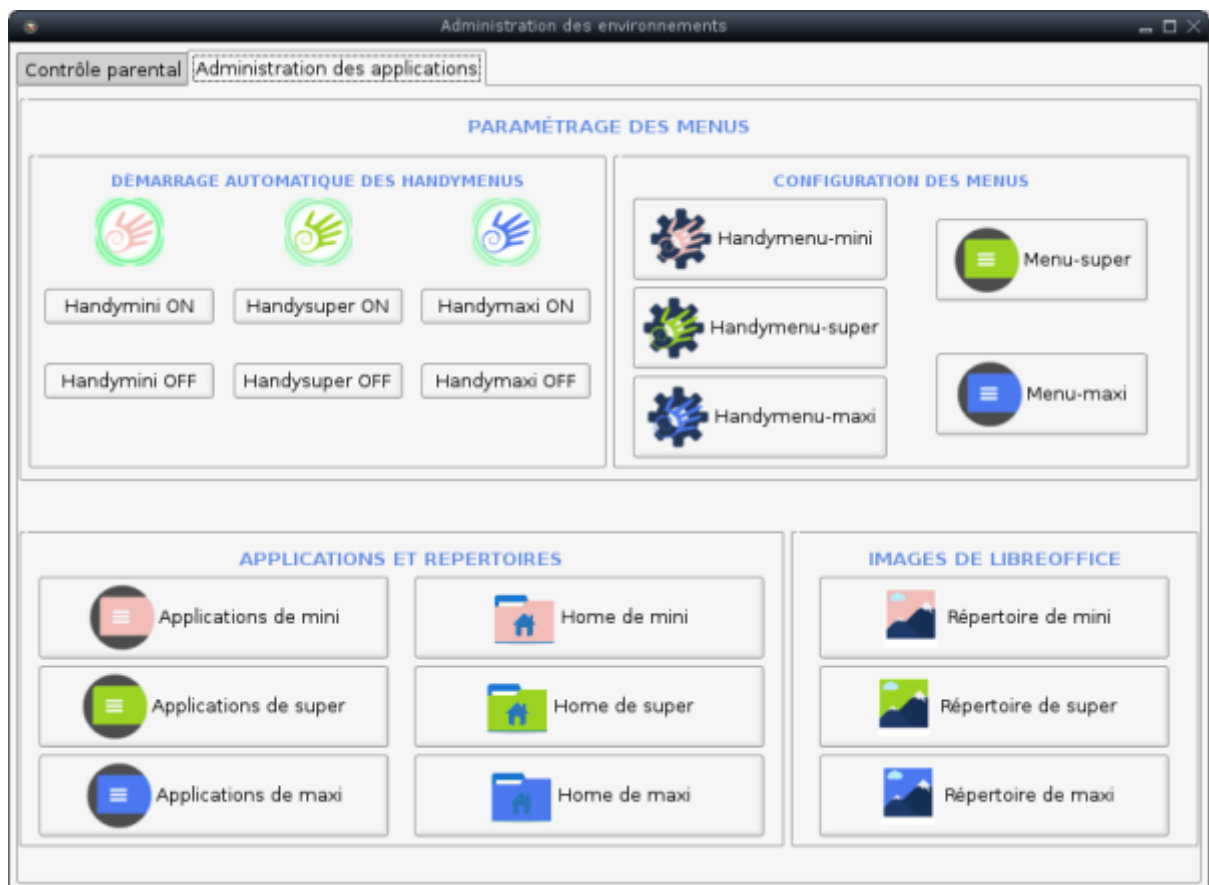 Administration des environnements
Contrôle parental
Administration des applications
PARAMÉTRAGE DES MENUS
DÉMARRAGE AUTOMATIQUE DES HANDYMENUS
Handymini ON
Handysuper ON
Handymaxi ON
Handymini OFF
Handysuper OFF
Handymaxi OFF
CONFIGURATION DES MENUS
Handymenu-mini
Handymenu-super
Handymenu-maxi
Menu-super
Menu-maxi
APPLICATIONS ET REPERTOIRES
Applications de mini
Home de mini
Applications de super
Home de super
Applications de maxi
Home de maxi
IMAGES DE LIBREOFFICE
Répertoire de mini
Répertoire de super
Répertoire de maxi